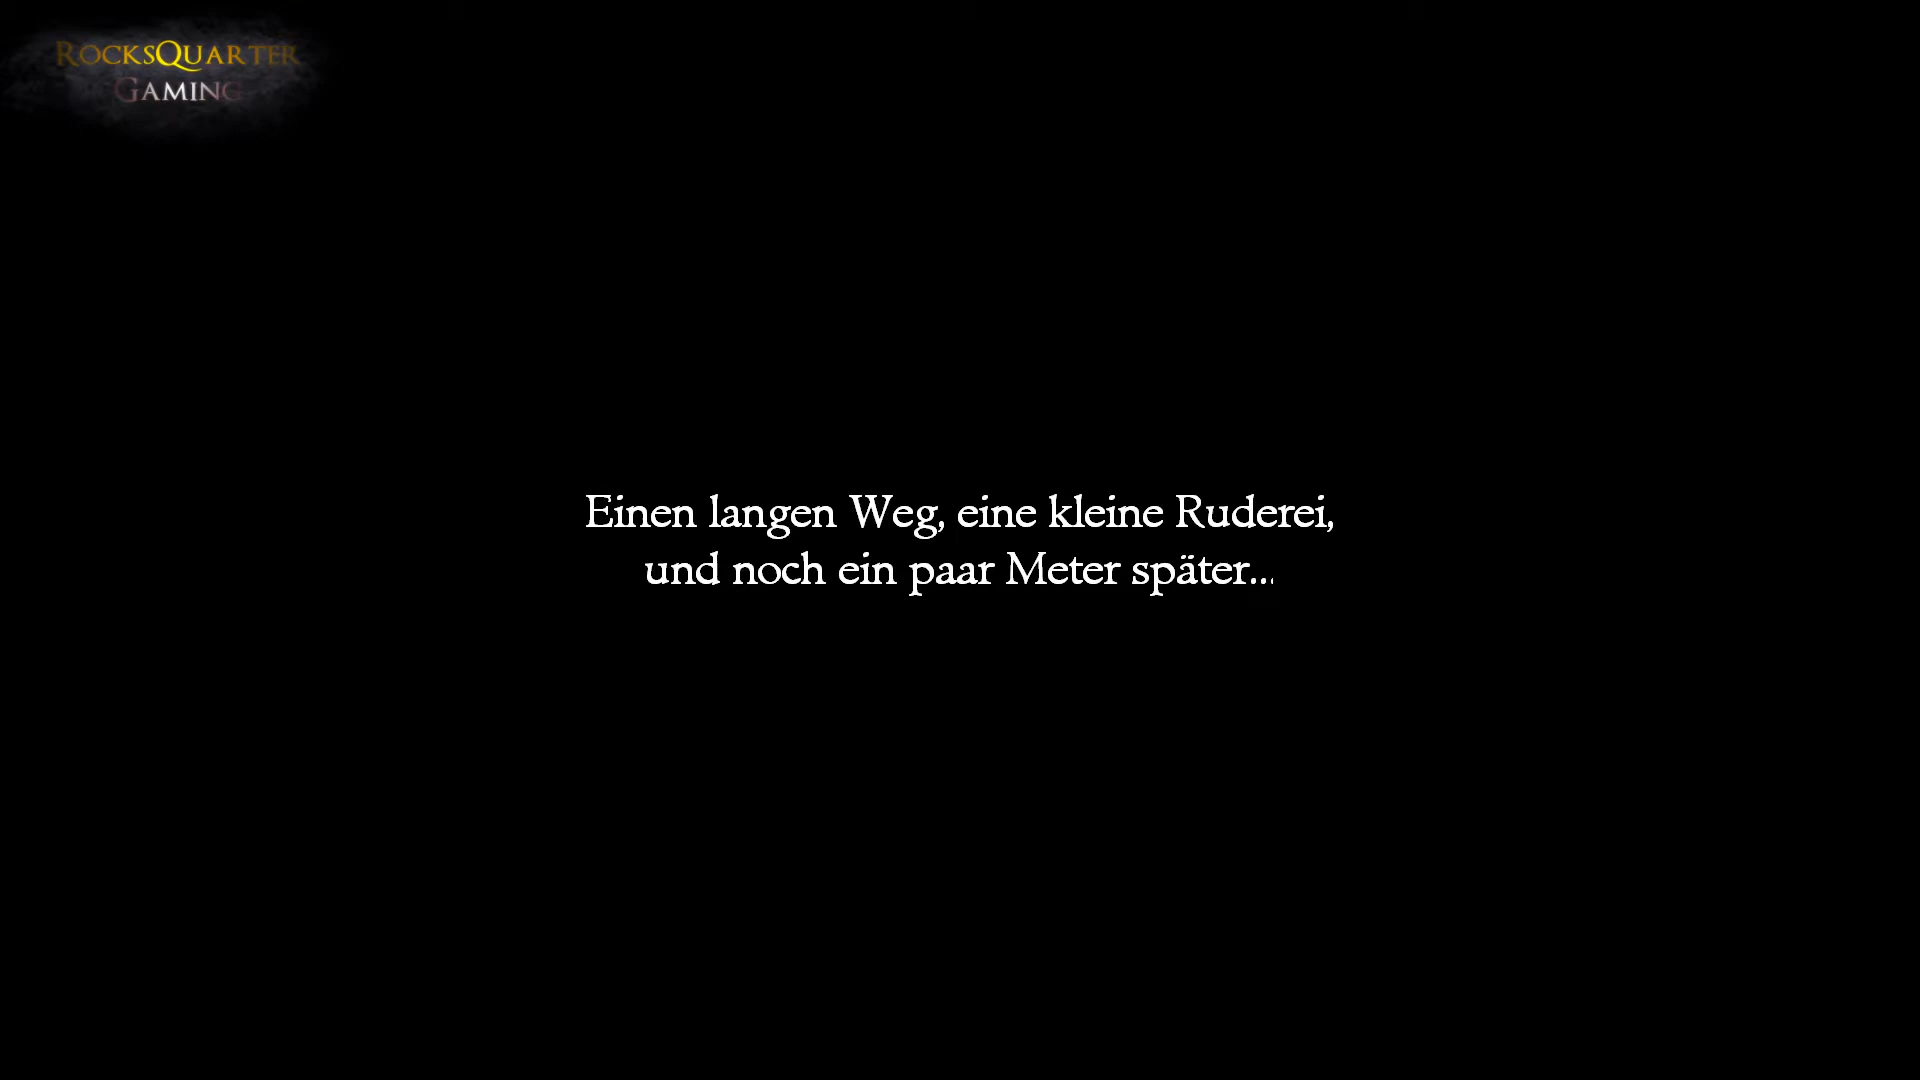 RocksQuarter
Gaming
Einen langen Weg, eine kleine Ruderei,
und noch ein paar Meter später...